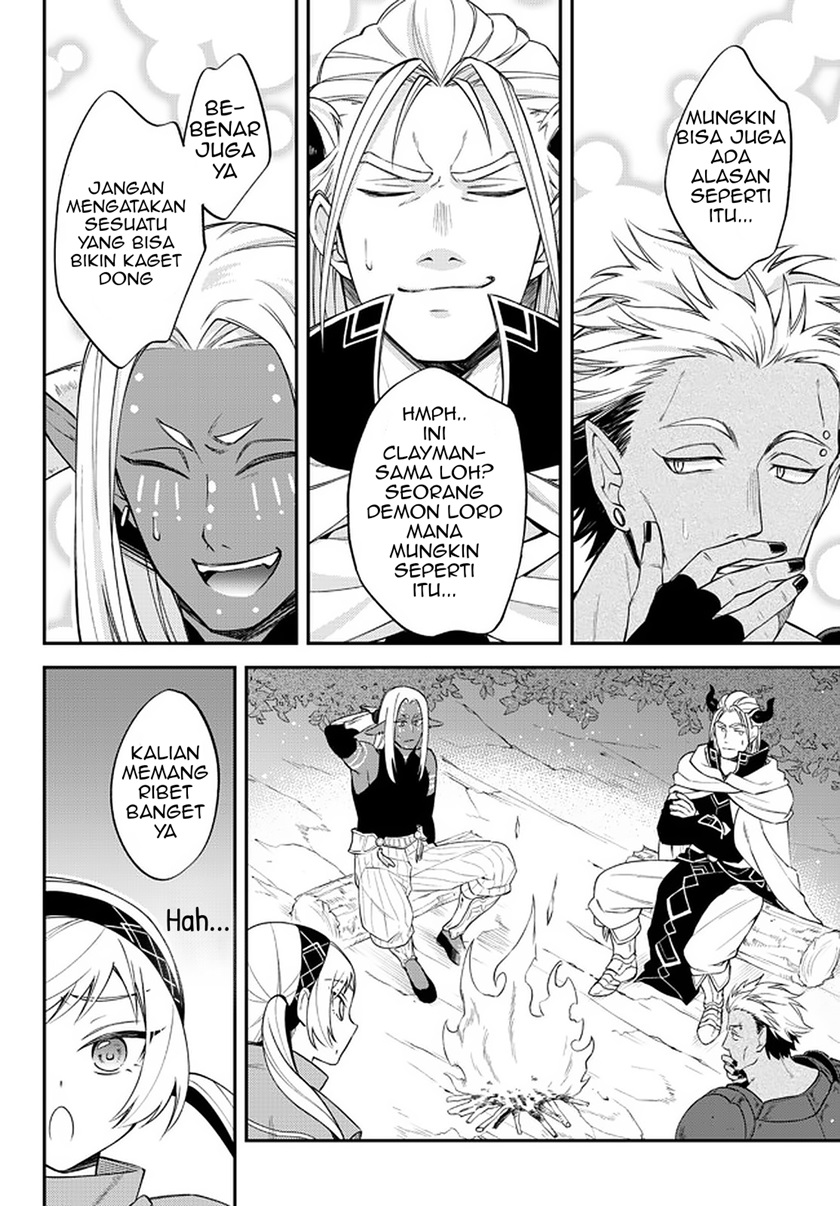 MUNGKIN
BISA JUGA
ADA
ALASAN
SEPERTI
ITU...
HMPH..
INI
CLAYMAN-
SAMA LOH?
SEORANG
DEMON LORD
MANA
MUNGKIN
SEPERTI
ITU...
BE-
BENAR
JUGA
YA
JANGAN
MENGATAKAN
SESUATU
YANG BISA
BIKIN KAGET
DONG
KALIAN
MEMANG
RIBET
BANGET
YA
Hah...